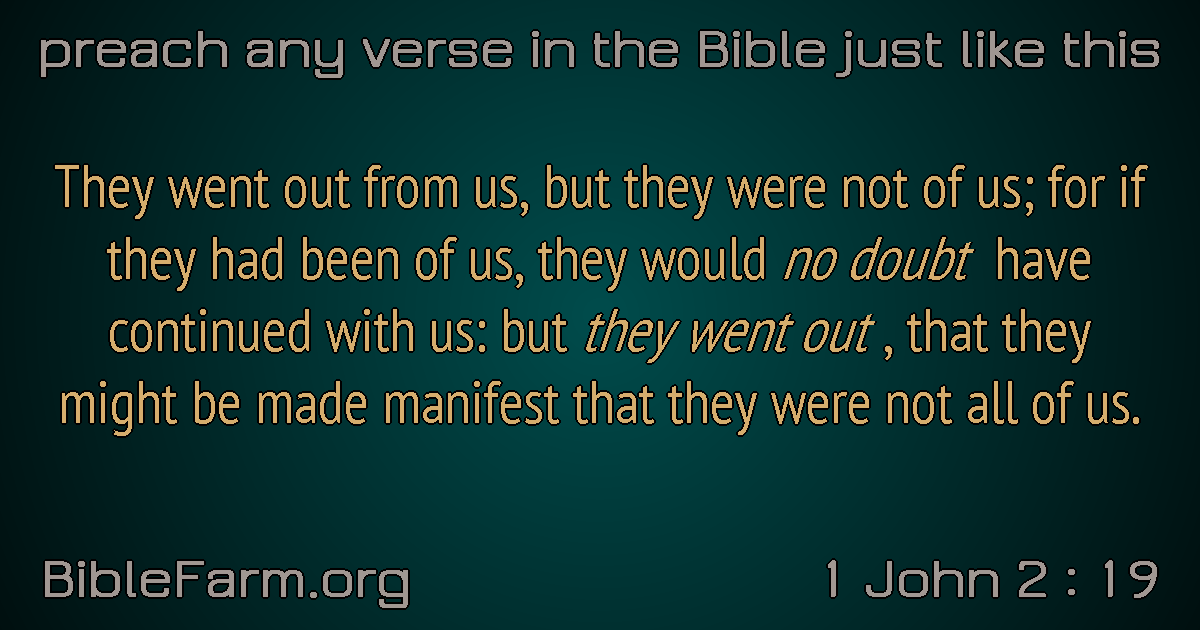 preach any verse in the Bible just like this
They went out from us, but they were not of us; for if
they had been of us, they would no doubt have
continued with us: but they went out , that they
might be made manifest that they were not all of us.
BibleFarm.org
1 John 2 : 19